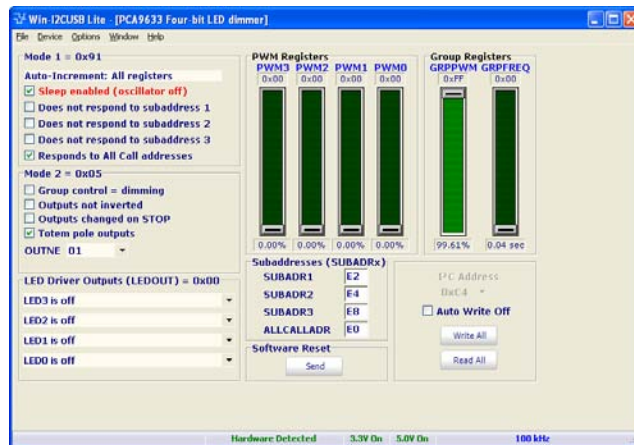 Win-I2CUSB Lite - [PCA9633 Four-bit LED dimmer]
File Device Options Window Help
Mode 1 = 0x91
Auto-Increment: All registers
Sleep enabled (oscillator off)
Does not respond to subaddress 1
Does not respond to subaddress 2
Does not respond to subaddress 3
Responds to All Call addresses
Mode 2 = 0x05
Group control = dimming
Outputs not inverted
Outputs changed on STOP
Totem pole outputs
OUTNE 01
LED Driver Outputs (LEDOUT) = 0x00
LED3 is off
LED2 is off
LED1 is off
LED0 is off
PWM Registers
PWM3 PWM2 PWM1 PWM0
0x00 0x00 0x00 0x00
0.00% 0.00% 0.00% 0.00%
Group Registers
GRPPWM GRPFREQ
0xFF 0x00
99.61% 0.04 sec
Subaddresses (SUBADRx)
SUBADR1 E2
SUBADR2 E4
SUBADR3 E8
ALLCALLADR E0
Software Reset
Send
I²C Address
0xC4
Auto Write Off
Write All
Read All
Hardware Detected 3.3V On 5.0V On 100 kHz